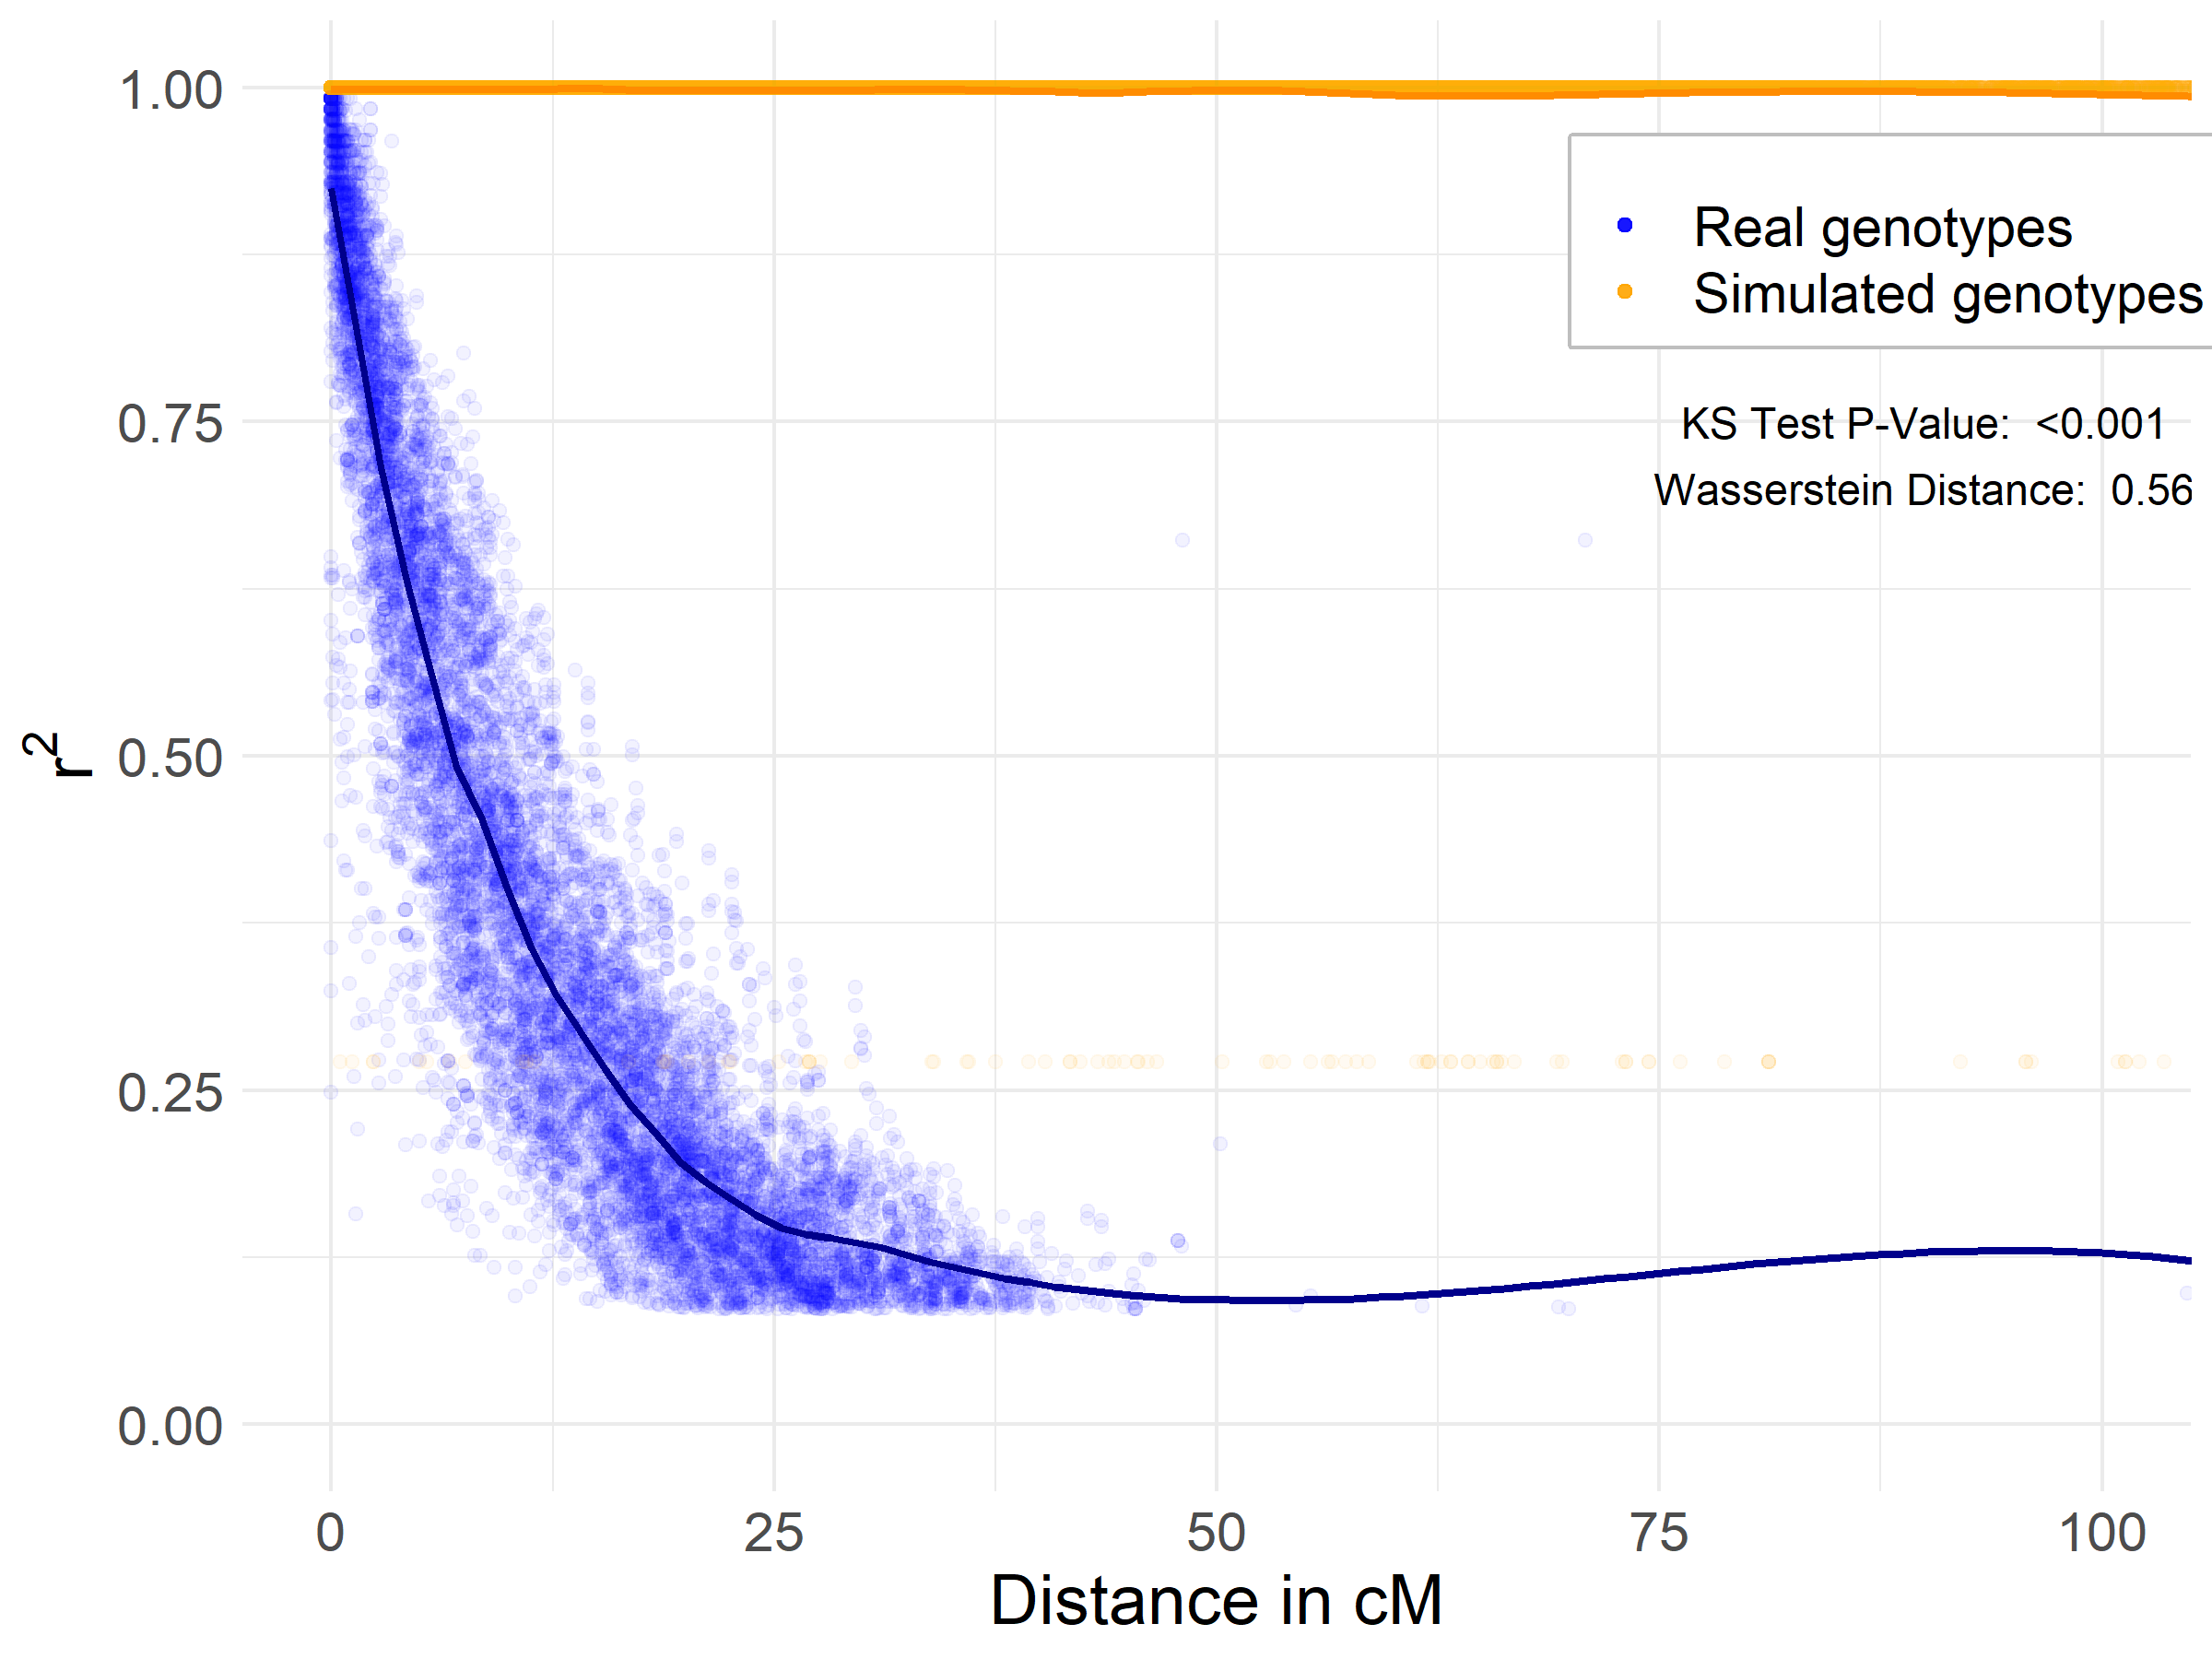 1.00
0.75
0.50
0.25
0.00
r²
Real genotypes
Simulated genotypes
KS Test P-Value: <0.001
Wasserstein Distance: 0.56
0 25 50 75 100
Distance in cM